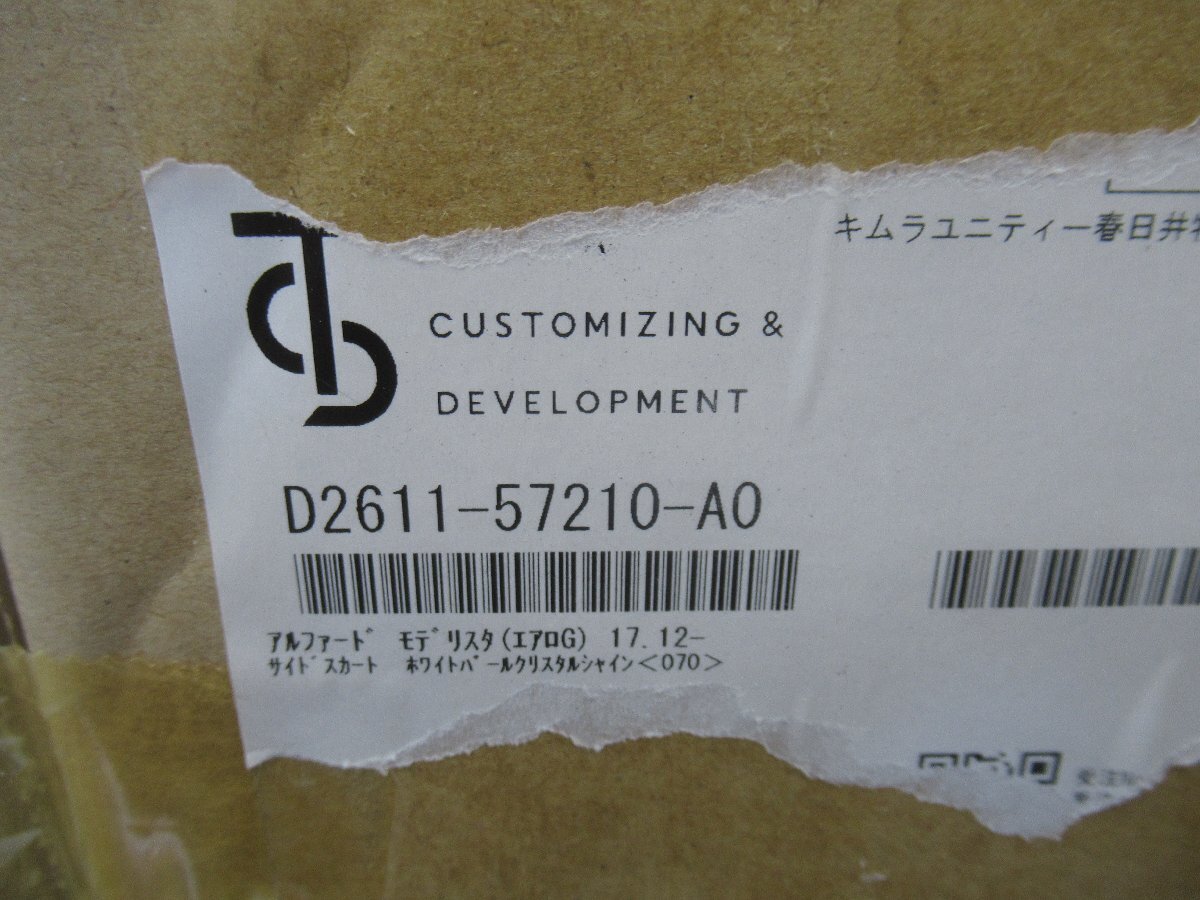 キムラユニティー春日井
CUSTOMIZING &
DEVELOPMENT
D2611-57210-A0
ｱﾙﾌｧｰﾄﾞ ﾓﾃﾞﾘｽﾀ(ｴｱﾛG) 17.12-
ｻｲﾄﾞｽｶｰﾄ ﾎﾜｲﾄﾊﾟｰﾙｸﾘｽﾀﾙｼｬｲﾝ<070>